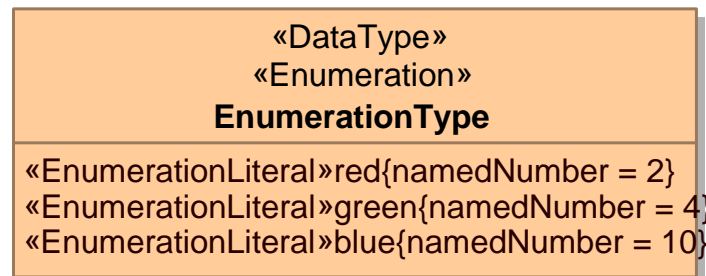 «DataType»
«Enumeration»
EnumerationType
«EnumerationLiteral»red{namedNumber = 2}
«EnumerationLiteral»green{namedNumber = 4}
«EnumerationLiteral»blue{namedNumber = 10}